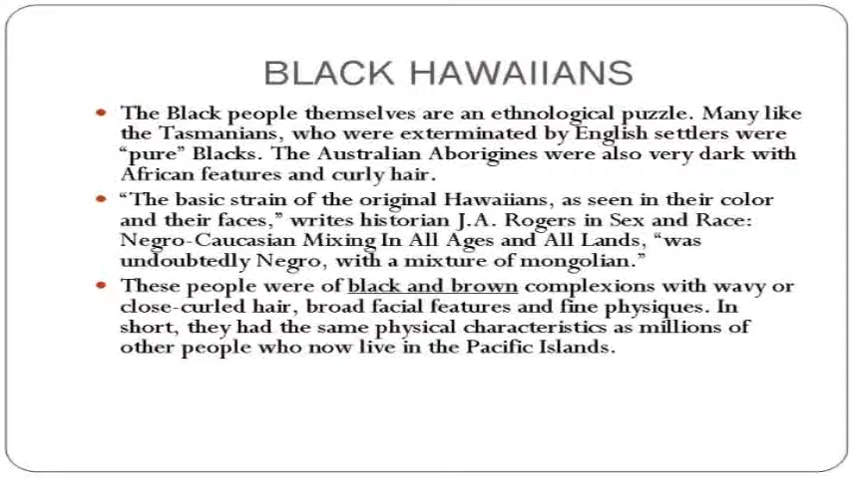 BLACK HAWAIIANS
The Black people themselves are an ethnological puzzle. Many like
the Tasmanians, who were exterminated by English settlers were
“pure” Blacks. The Australian Aborigines were also very dark with
African features and curly hair.
“The basic strain of the original Hawaiians, as seen in their color
and their faces,” writes historian J.A. Rogers in Sex and Race:
Negro-Caucasian Mixing In All Ages and All Lands, “was
undoubtedly Negro, with a mixture of mongolian.”
These people were of black and brown complexions with wavy or
close-curled hair, broad facial features and fine physiques. In
short, they had the same physical characteristics as millions of
other people who now live in the Pacific Islands.